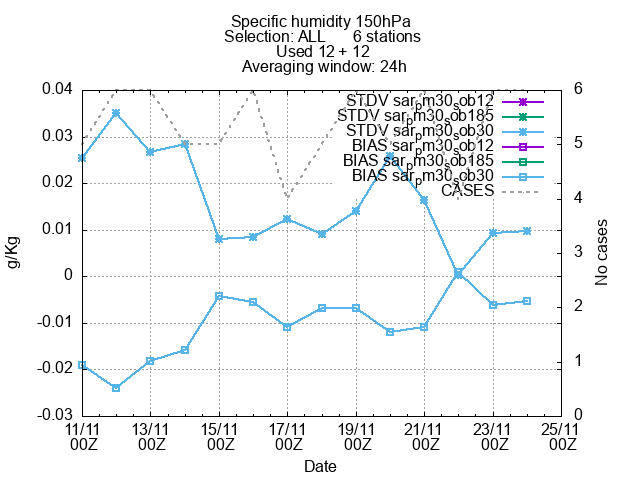 Specific humidity 150hPa
Selection: ALL 6 stations
Used 12 + 12
Averaging window: 24h
0.04
0.03
0.02
0.01
0
-0.01
-0.02
-0.03
g/Kg
STDV sar_pm30_sob12
STDV sar_pm30_sob185
STDV sar_pm30_sob30
BIAS sar_pm30_sob12
BIAS sar_pm30_sob185
BIAS sar_pm30_sob30
CASES
6
5
4
3
2
1
0
No cases
11/11 13/11 15/11 17/11 19/11 21/11 23/11 25/11
00Z 00Z 00Z 00Z 00Z 00Z 00Z 00Z
Date